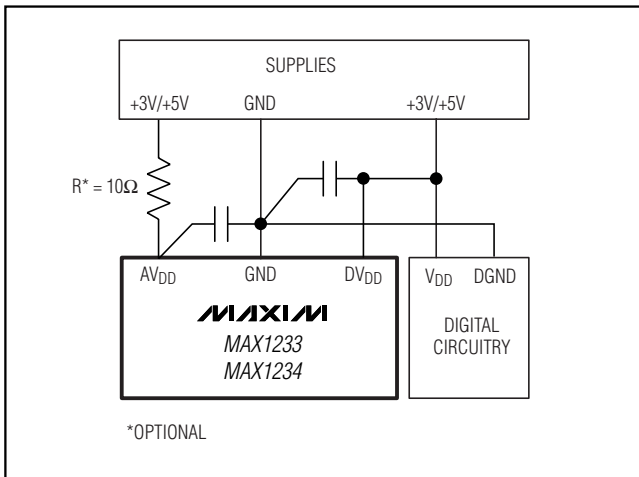 SUPPLIES
+3V/+5V GND +3V/+5V
R* = 10Ω
AVDD GND DVDD VDD DGND
MAXIM
MAX1233
MAX1234
DIGITAL
CIRCUITRY
*OPTIONAL